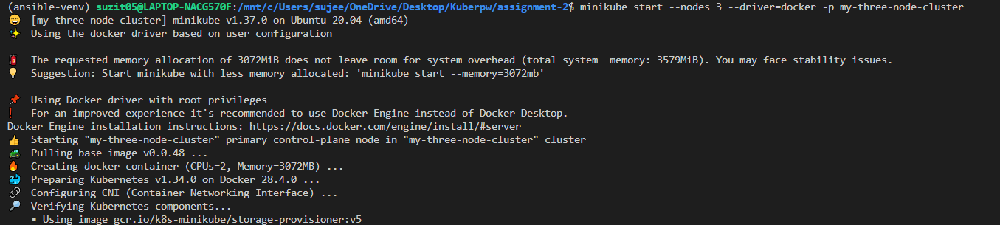 (ansible-venv) suzit05@LAPTOP-NACG570F:/mnt/c/Users/sujee/OneDrive/Desktop/Kuberpw/assignment-2$ minikube start --nodes 3 --driver=docker -p my-three-node-cluster
😄 [my-three-node-cluster] minikube v1.37.0 on Ubuntu 20.04 (amd64)
✨ Using the docker driver based on user configuration
🧯 The requested memory allocation of 3072MiB does not leave room for system overhead (total system  memory: 3579MiB). You may face stability issues.
💡 Suggestion: Start minikube with less memory allocated: 'minikube start --memory=3072mb'
📌 Using Docker driver with root privileges
❗ For an improved experience it's recommended to use Docker Engine instead of Docker Desktop.
Docker Engine installation instructions: https://docs.docker.com/engine/install/#server
👍 Starting "my-three-node-cluster" primary control-plane node in "my-three-node-cluster" cluster
🚜 Pulling base image v0.0.48 ...
🔥 Creating docker container (CPUs=2, Memory=3072MB) ...
🐳 Preparing Kubernetes v1.34.0 on Docker 28.4.0 ...
🔗 Configuring CNI (Container Networking Interface) ...
🔎 Verifying Kubernetes components...
▪ Using image gcr.io/k8s-minikube/storage-provisioner:v5